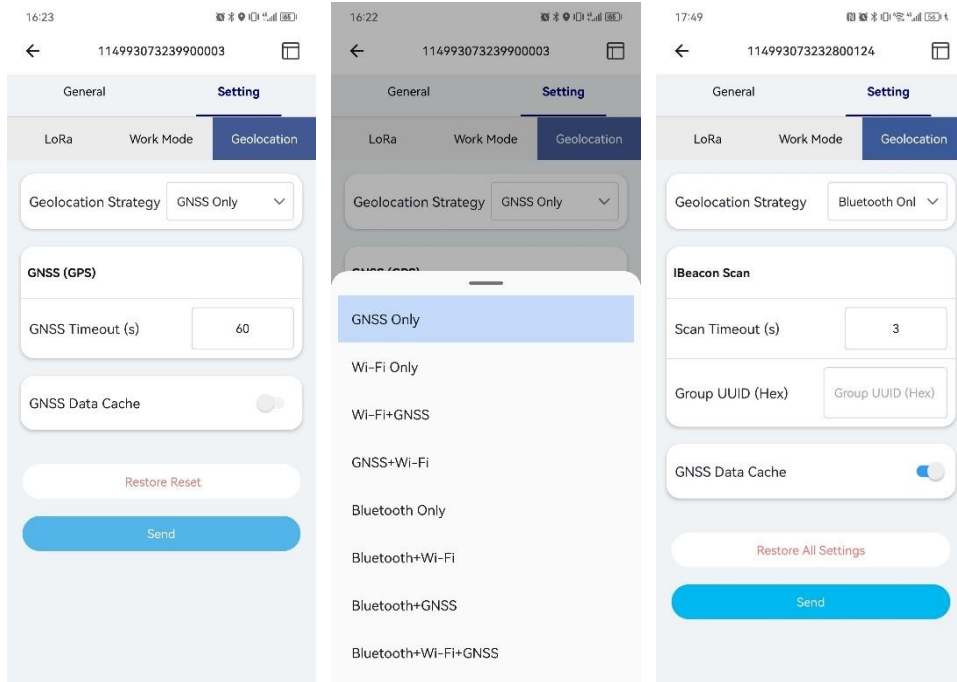 16:23
65
114993073239900003
General Setting
LoRa Work Mode Geolocation
Geolocation Strategy GNSS Only
GNSS (GPS)
GNSS Timeout (s) 60
GNSS Data Cache
Restore Reset
Send
16:22
65
114993073239900003
General Setting
LoRa Work Mode Geolocation
Geolocation Strategy GNSS Only
GNSS Only
Wi-Fi Only
Wi-Fi+GNSS
GNSS+Wi-Fi
Bluetooth Only
Bluetooth+Wi-Fi
Bluetooth+GNSS
Bluetooth+Wi-Fi+GNSS
17:49
56
114993073232800124
General Setting
LoRa Work Mode Geolocation
Geolocation Strategy Bluetooth Onl
IBeacon Scan
Scan Timeout (s) 3
Group UUID (Hex) Group UUID (Hex)
GNSS Data Cache
Restore All Settings
Send